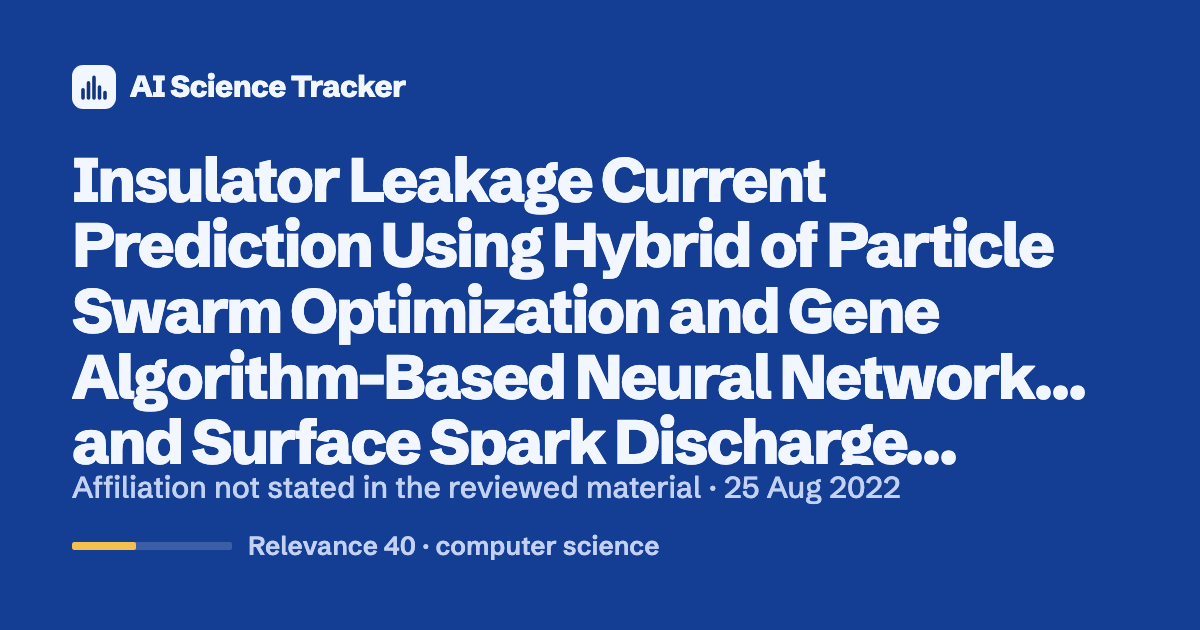 AI Science Tracker
Insulator Leakage Current
Prediction Using Hybrid of Particle
Swarm Optimization and Gene
Algorithm-Based Neural Network...
and Surface Spark Discharge...
Affiliation not stated in the reviewed material · 25 Aug 2022
Relevance 40 · computer science